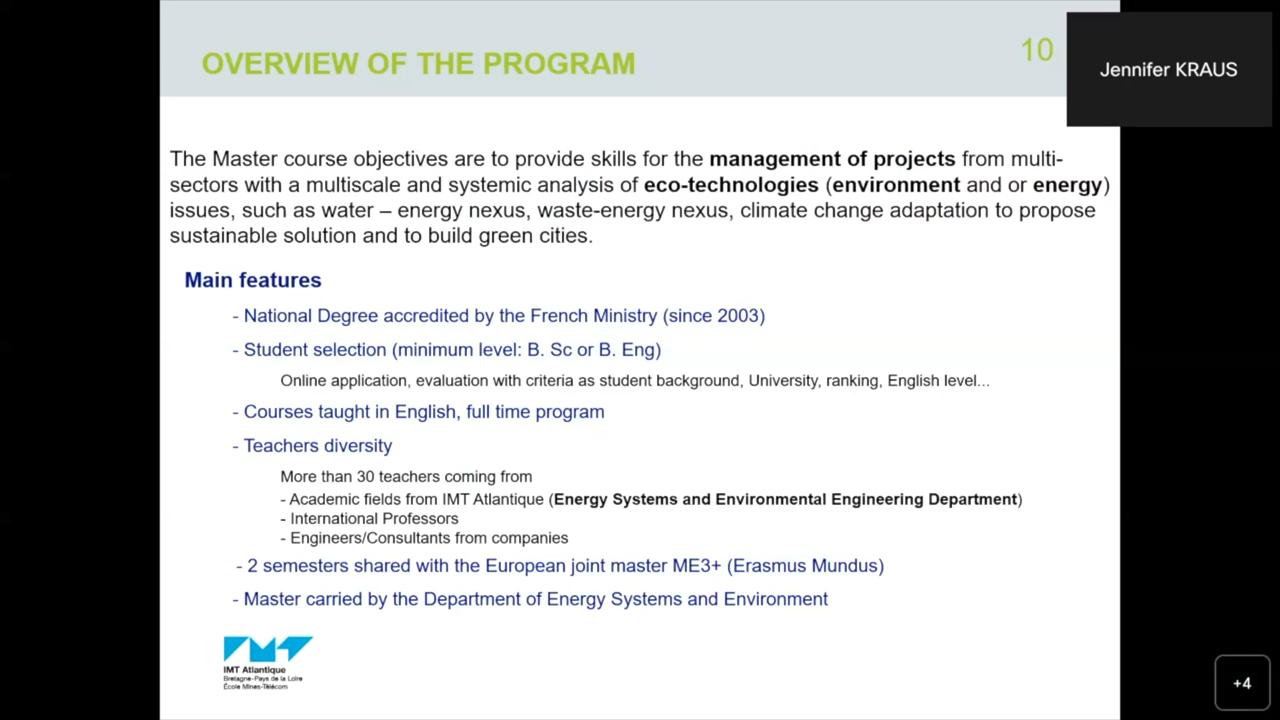 OVERVIEW OF THE PROGRAM
10
Jennifer KRAUS
The Master course objectives are to provide skills for the management of projects from multi-
sectors with a multiscale and systemic analysis of eco-technologies (environment and or energy)
issues, such as water – energy nexus, waste-energy nexus, climate change adaptation to propose
sustainable solution and to build green cities.
Main features
- National Degree accredited by the French Ministry (since 2003)
- Student selection (minimum level: B. Sc or B. Eng)
Online application, evaluation with criteria as student background, University, ranking, English level...
- Courses taught in English, full time program
- Teachers diversity
More than 30 teachers coming from
- Academic fields from IMT Atlantique (Energy Systems and Environmental Engineering Department)
- International Professors
- Engineers/Consultants from companies
- 2 semesters shared with the European joint master ME3+ (Erasmus Mundus)
- Master carried by the Department of Energy Systems and Environment
IMT Atlantique
Bretagne-Pays de la Loire
École Mines-Télécom
+4